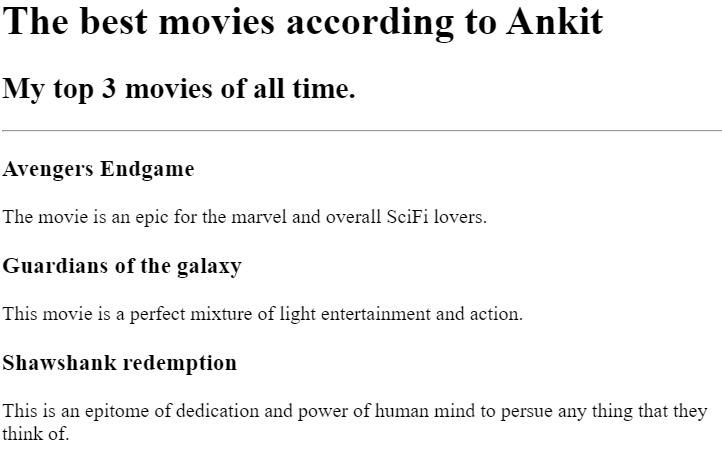 The best movies according to Ankit
My top 3 movies of all time.
Avengers Endgame
The movie is an epic for the marvel and overall SciFi lovers.
Guardians of the galaxy
This movie is a perfect mixture of light entertainment and action.
Shawshank redemption
This is an epitome of dedication and power of human mind to persue any thing that they
think of.